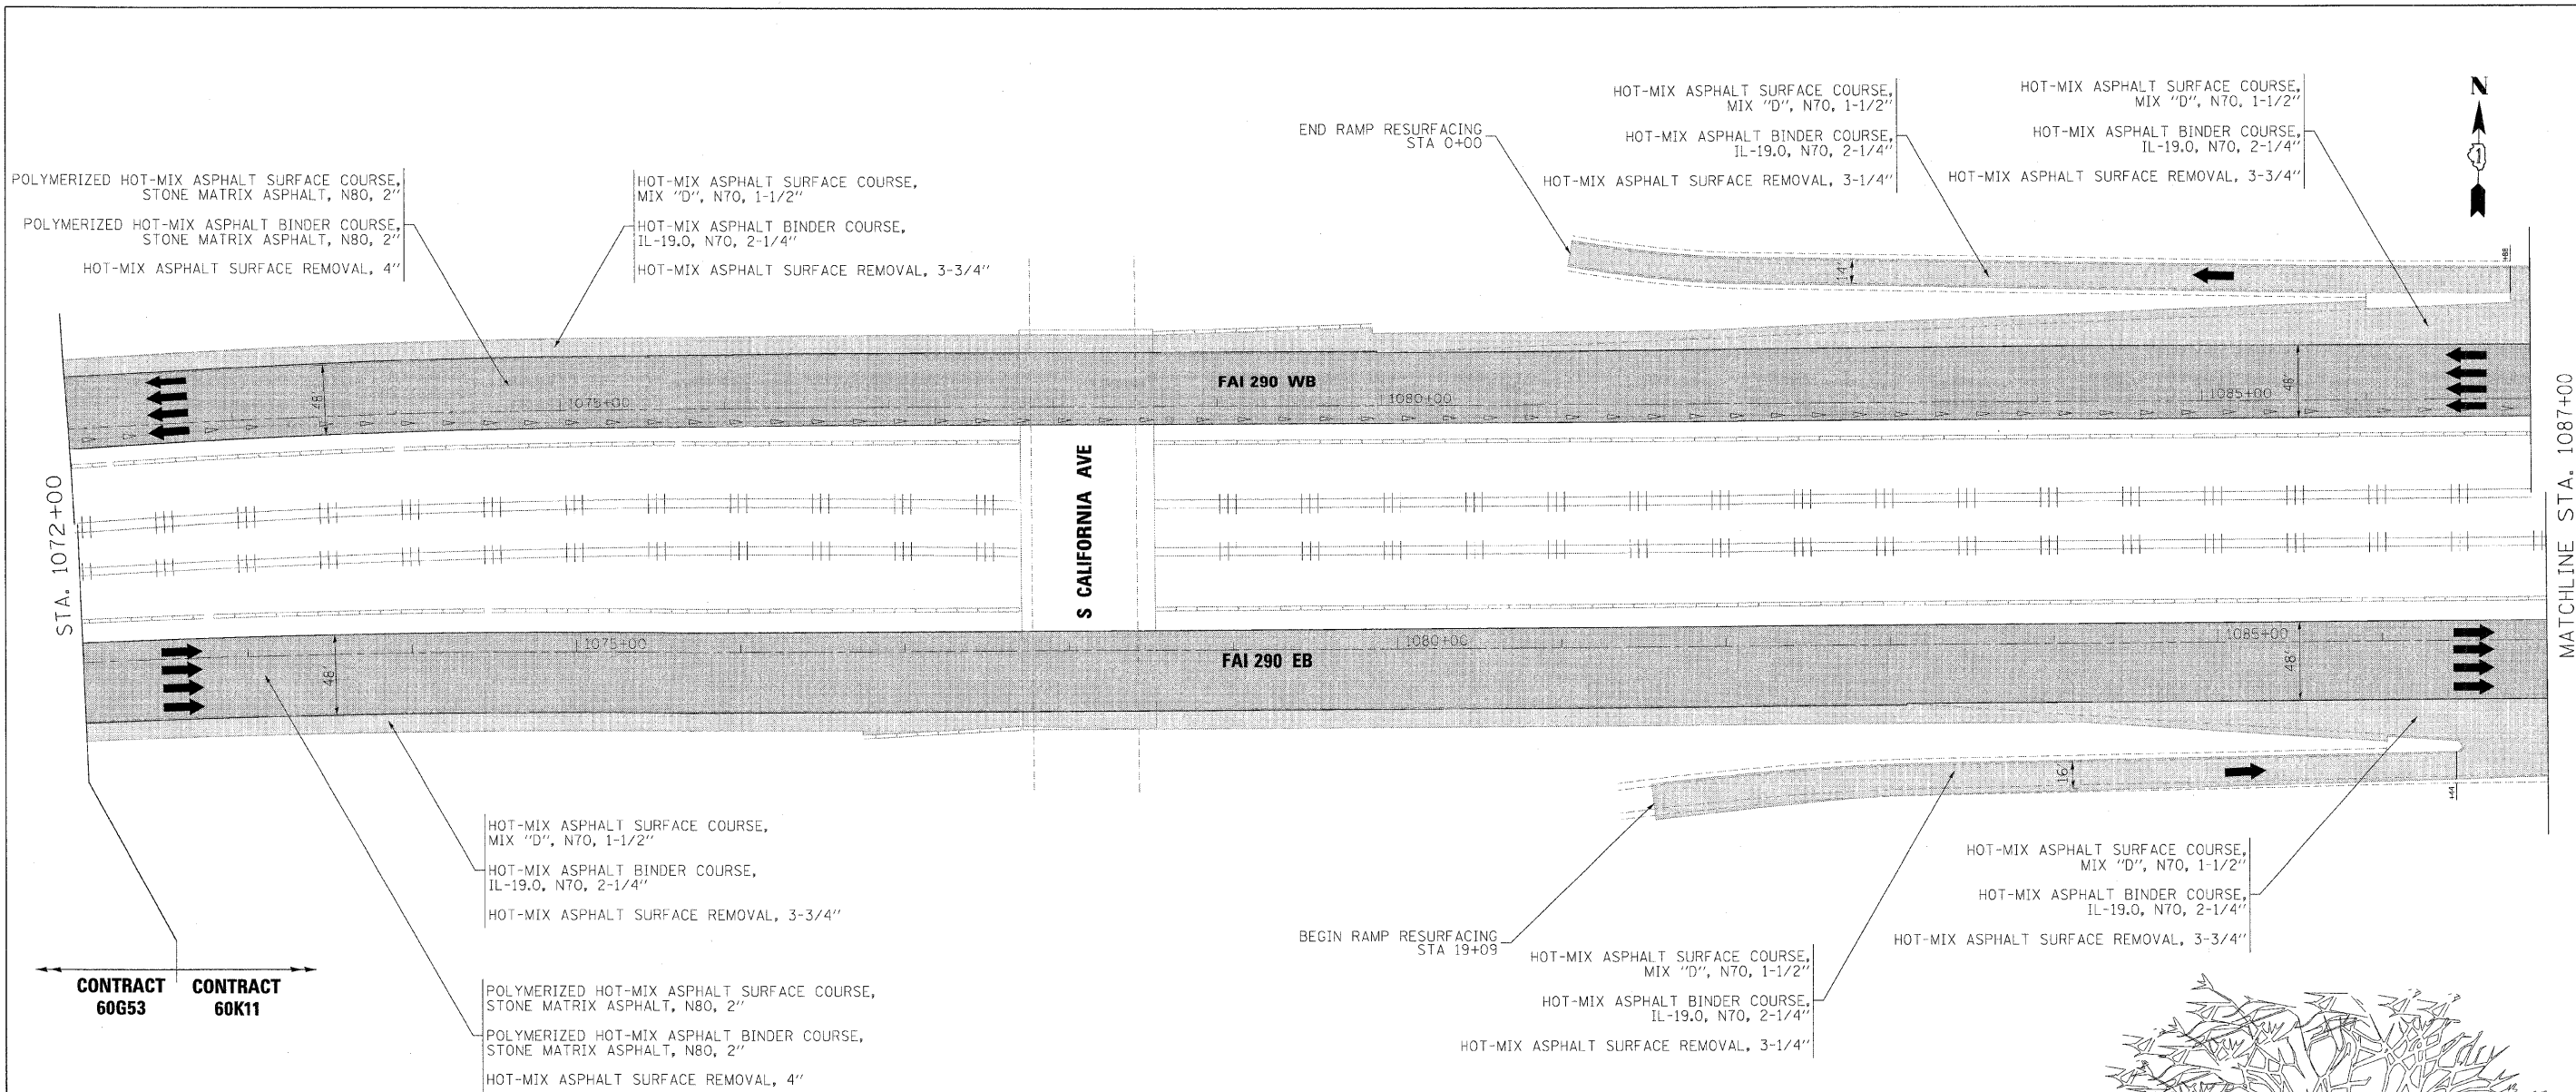 POLYMERIZED HOT-MIX ASPHALT SURFACE COURSE,
STONE MATRIX ASPHALT, N80, 2"
POLYMERIZED HOT-MIX ASPHALT BINDER COURSE,
STONE MATRIX ASPHALT, N80, 2"
HOT-MIX ASPHALT SURFACE REMOVAL, 4"
HOT-MIX ASPHALT SURFACE COURSE,
MIX "D", N70, 1-1/2"
HOT-MIX ASPHALT BINDER COURSE,
IL-19.0, N70, 2-1/4"
HOT-MIX ASPHALT SURFACE REMOVAL, 3-3/4"
END RAMP RESURFACING
STA 0+00
HOT-MIX ASPHALT SURFACE COURSE,
MIX "D", N70, 1-1/2"
HOT-MIX ASPHALT BINDER COURSE,
IL-19.0, N70, 2-1/4"
HOT-MIX ASPHALT SURFACE REMOVAL, 3-1/4"
HOT-MIX ASPHALT SURFACE COURSE,
MIX "D", N70, 1-1/2"
HOT-MIX ASPHALT BINDER COURSE,
IL-19.0, N70, 2-1/4"
HOT-MIX ASPHALT SURFACE REMOVAL, 3-3/4"
N
14'
+88
48'
1075+00
FAI 290 WB
1080+00
1085+00
48'
STA. 1072+00
S CALIFORNIA AVE
MATCHLINE STA. 1087+00
48'
1075+00
FAI 290 EB
1080+00
1085+00
48'
16'
+44
HOT-MIX ASPHALT SURFACE COURSE,
MIX "D", N70, 1-1/2"
HOT-MIX ASPHALT BINDER COURSE,
IL-19.0, N70, 2-1/4"
HOT-MIX ASPHALT SURFACE REMOVAL, 3-3/4"
CONTRACT
60G53
CONTRACT
60K11
POLYMERIZED HOT-MIX ASPHALT SURFACE COURSE,
STONE MATRIX ASPHALT, N80, 2"
POLYMERIZED HOT-MIX ASPHALT BINDER COURSE,
STONE MATRIX ASPHALT, N80, 2"
HOT-MIX ASPHALT SURFACE REMOVAL, 4"
BEGIN RAMP RESURFACING
STA 19+09
HOT-MIX ASPHALT SURFACE COURSE,
MIX "D", N70, 1-1/2"
HOT-MIX ASPHALT BINDER COURSE,
IL-19.0, N70, 2-1/4"
HOT-MIX ASPHALT SURFACE REMOVAL, 3-1/4"
HOT-MIX ASPHALT SURFACE COURSE,
MIX "D", N70, 1-1/2"
HOT-MIX ASPHALT BINDER COURSE,
IL-19.0, N70, 2-1/4"
HOT-MIX ASPHALT SURFACE REMOVAL, 3-3/4"